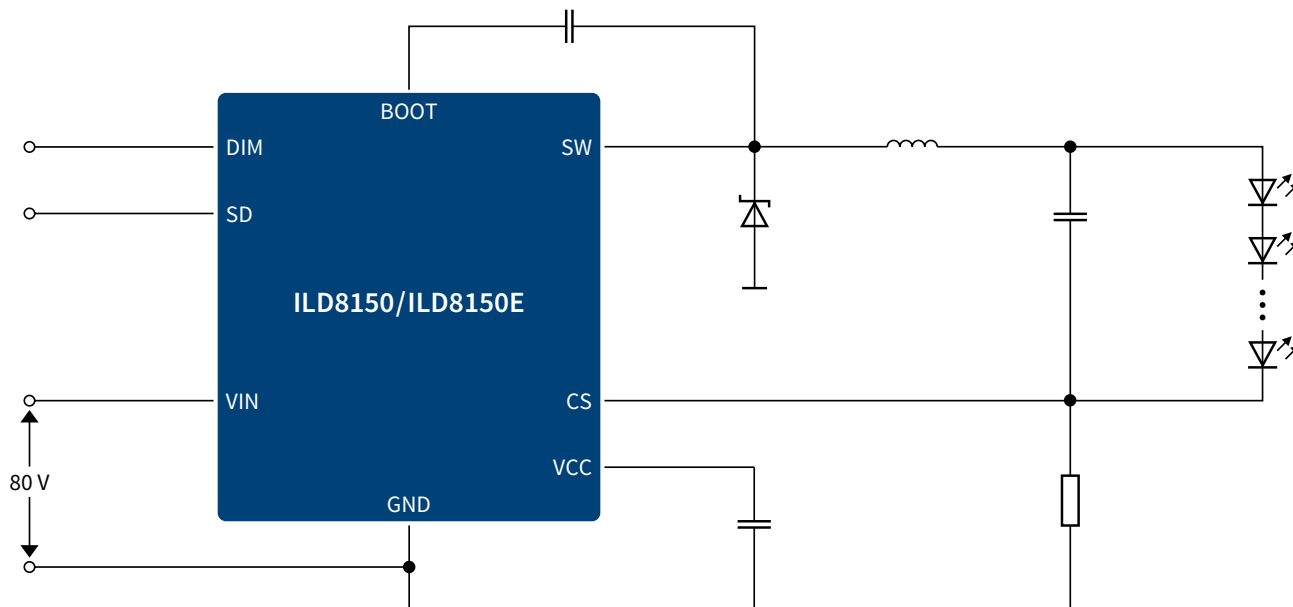 BOOT
DIM
SW
SD
ILD8150/ILD8150E
VIN
CS
VCC
80 V
GND